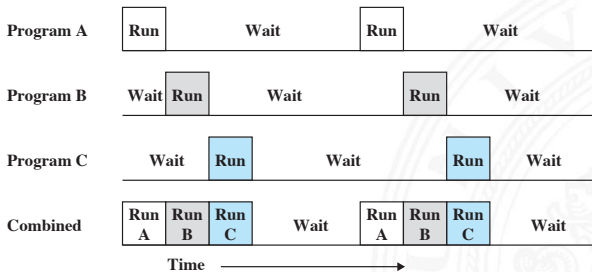 Program A Run Wait Run Wait
Program B Wait Run Wait Run Wait
Program C Wait Run Wait Run Wait
Combined Run A Run B Run C Wait Run A Run B Run C Wait
Time